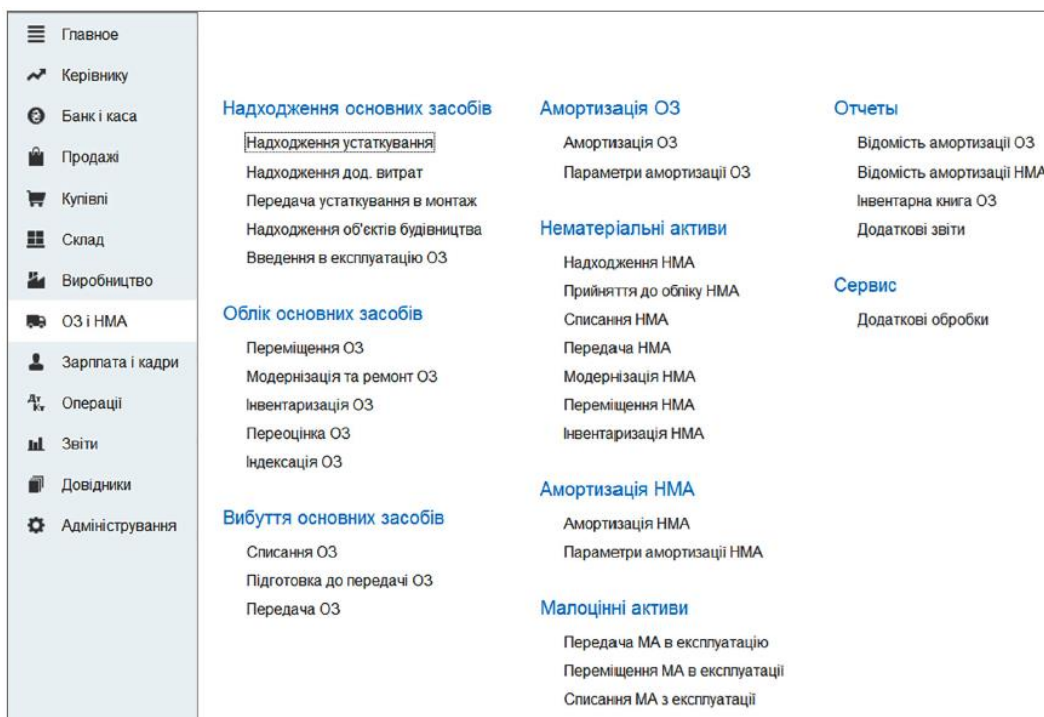 Главное
Керівнику
Банк і каса
Продажі
Купівлі
Склад
Виробництво
ОЗ і НМА
Зарплата і кадри
Операції
Звіти
Довідники
Адміністрування
Надходження основних засобів
Надходження устаткування
Надходження дод. витрат
Передача устаткування в монтаж
Надходження об'єктів будівництва
Введення в експлуатацію ОЗ
Облік основних засобів
Переміщення ОЗ
Модернізація та ремонт ОЗ
Інвентаризація ОЗ
Переоцінка ОЗ
Індексація ОЗ
Вибуття основних засобів
Списання ОЗ
Підготовка до передачі ОЗ
Передача ОЗ
Амортизація ОЗ
Амортизація ОЗ
Параметри амортизації ОЗ
Нематеріальні активи
Надходження НМА
Прийняття до обліку НМА
Списання НМА
Передача НМА
Модернізація НМА
Переміщення НМА
Інвентаризація НМА
Амортизація НМА
Амортизація НМА
Параметри амортизації НМА
Малоцінні активи
Передача МА в експлуатацію
Переміщення МА в експлуатації
Списання МА з експлуатації
Отчеты
Відомість амортизації ОЗ
Відомість амортизації НМА
Інвентарна книга ОЗ
Додаткові звіти
Сервис
Додаткові обробки